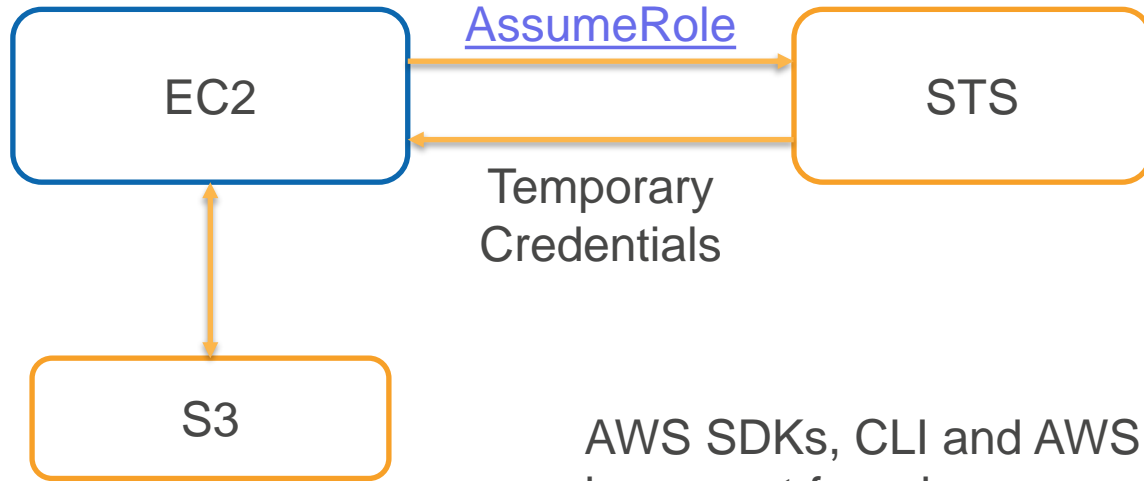 AssumeRole
EC2
STS
Temporary
Credentials
S3
AWS SDKs, CLI and AWS